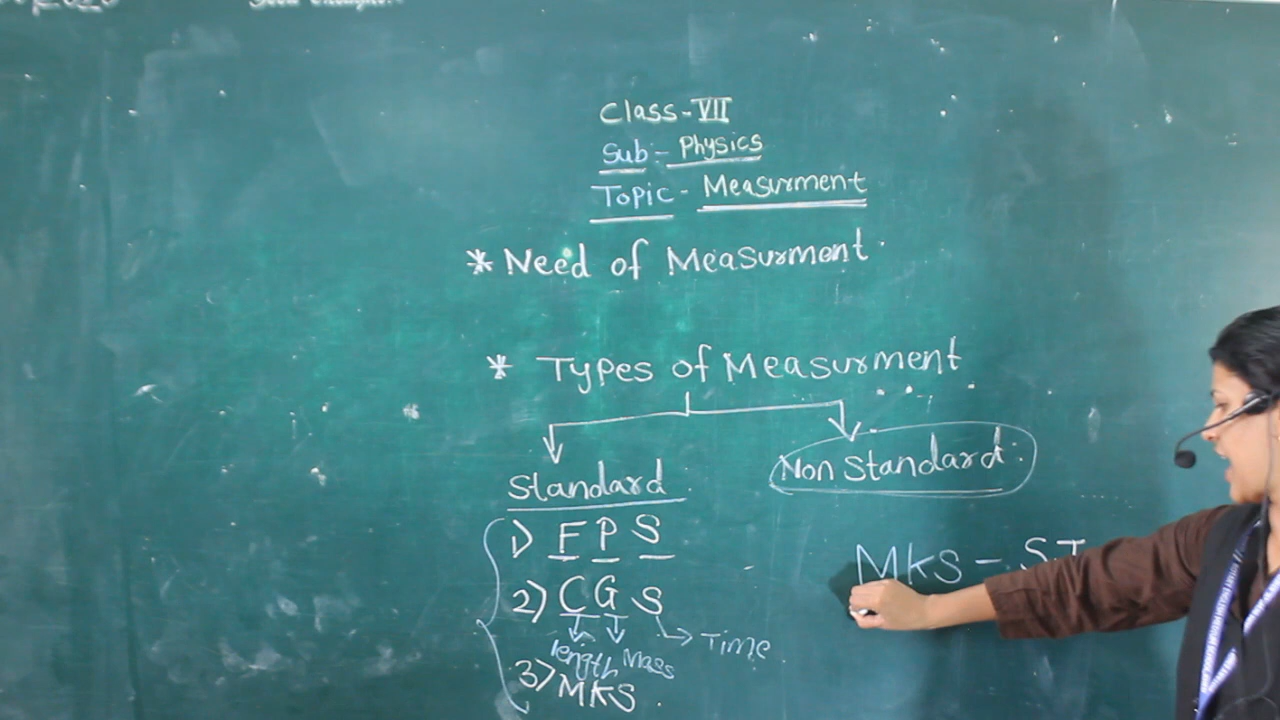 Class-VII
Sub:- Physics
Topic- Measurment
* Need of Measurment
* Types of Measurment
Standard
Non Standard
1) F P S
2) C G S
length Mass Time
3) MKS
MKS - SI